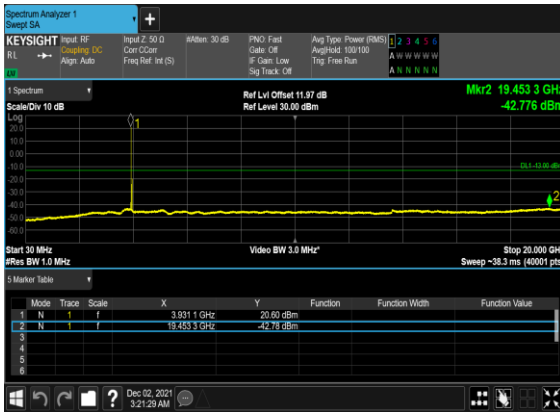 Spectrum Analyzer 1
Swept SA
KEYSIGHT
RL
Input: RF
Coupling: DC
Align: Auto
Input Z: 50 Ω
Corr CCorr
Freq Ref: Int (S)
#Atten: 30 dB
PNO: Fast
Gate: Off
IF Gain: Low
Sig Track: Off
Avg Type: Power (RMS)
Avg|Hold: 100/100
Trig: Free Run
1 2 3 4 5 6
A W W W W W
A N N N N N
1 Spectrum
Scale/Div 10 dB
Ref Lvl Offset 11.97 dB
Ref Level 30.00 dBm
Mkr2 19.453 3 GHz
-42.776 dBm
Log
20.0
10.0
0.00
-10.0
-20.0
-30.0
-40.0
-50.0
-60.0
1
DL1 -13.00 dBm
2
Start 30 MHz
#Res BW 1.0 MHz
Video BW 3.0 MHz*
Stop 20.000 GHz
Sweep ~38.3 ms (40001 pts)
5 Marker Table
Mode Trace Scale X Y Function Function Width Function Value
1 N 1 f 3.931 1 GHz 20.60 dBm
2 N 1 f 19.453 3 GHz -42.78 dBm
3
4
5
6
?
Dec 02, 2021
3:21:29 AM